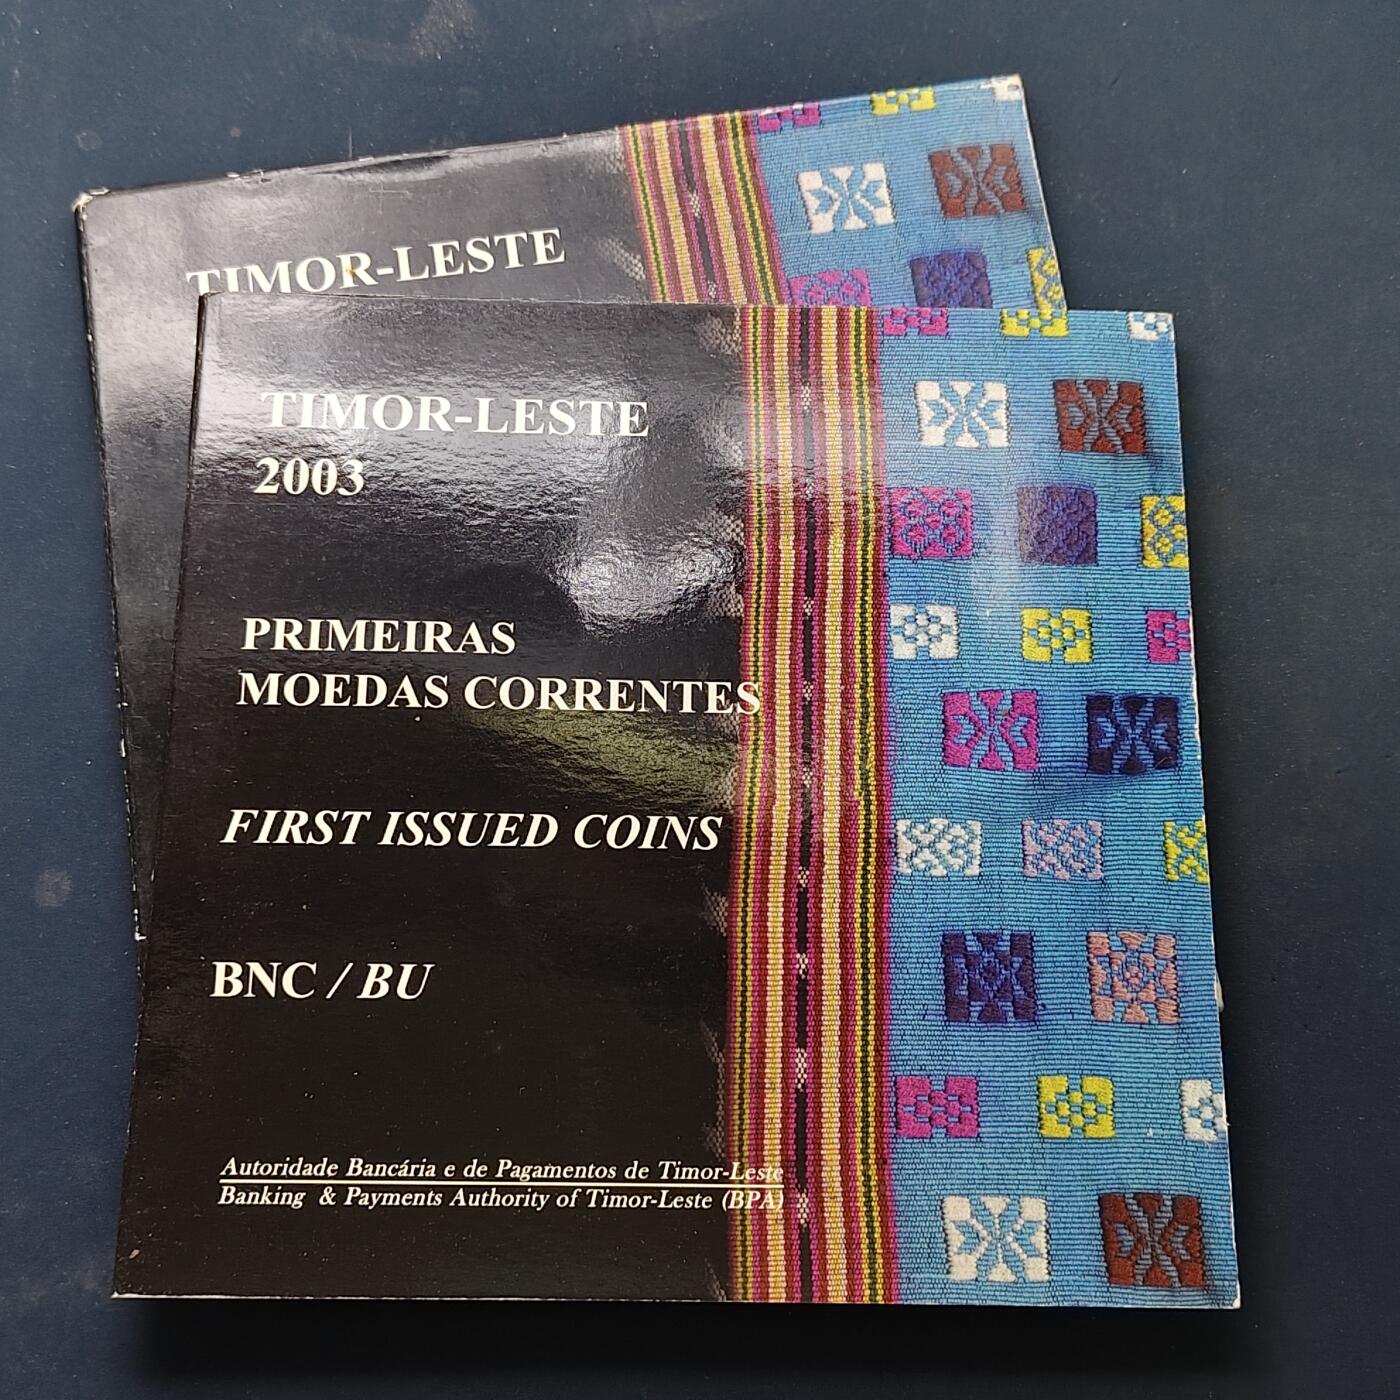 TIMOR-LESTE
TIMOR-LESTE
2003
PRIMEIRAS
MOEDAS CORRENTES
FIRST ISSUED COINS
BNC / BU
Autoridade Bancária e de Pagamentos de Timor-Leste
Banking & Payments Authority of Timor-Leste (BPA)